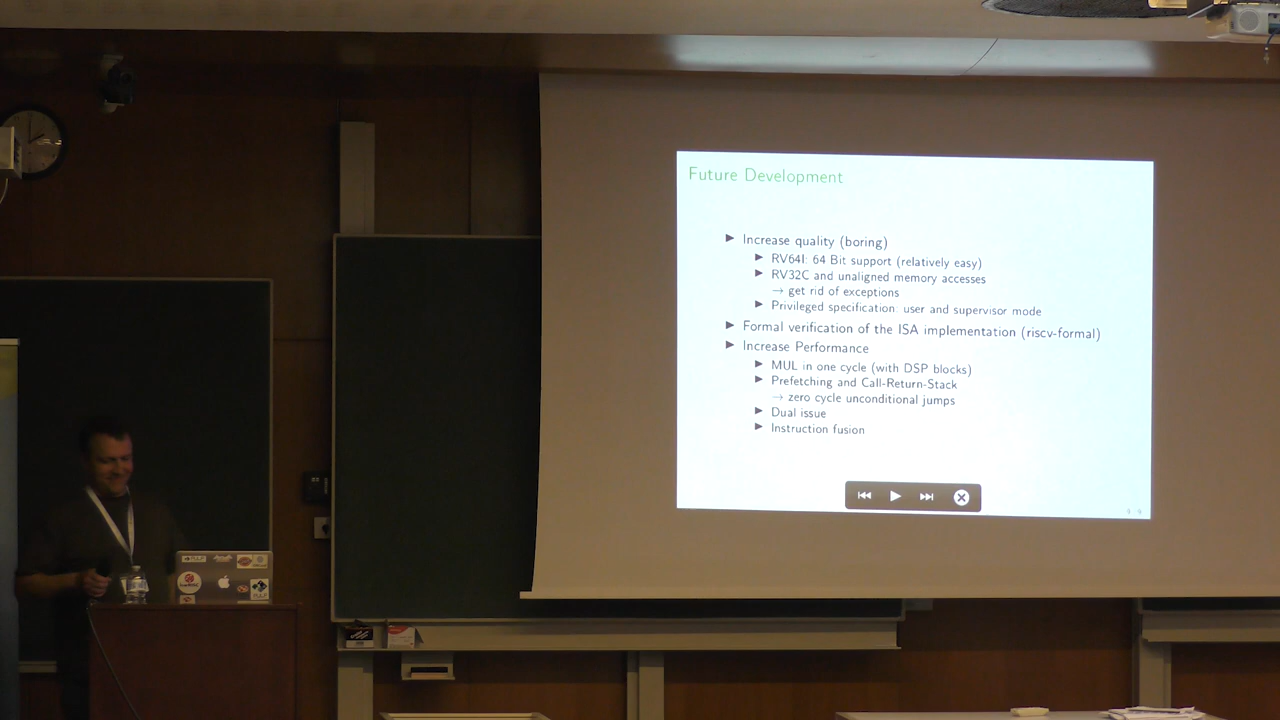 Future Development
► Increase quality (boring)
► RV64I: 64 Bit support (relatively easy)
► RV32C and unaligned memory accesses
→ get rid of exceptions
► Privileged specification: user and supervisor mode
► Formal verification of the ISA implementation (riscv-formal)
► Increase Performance
► MUL in one cycle (with DSP blocks)
► Prefetching and Call-Return-Stack
→ zero cycle unconditional jumps
► Dual issue
► Instruction fusion